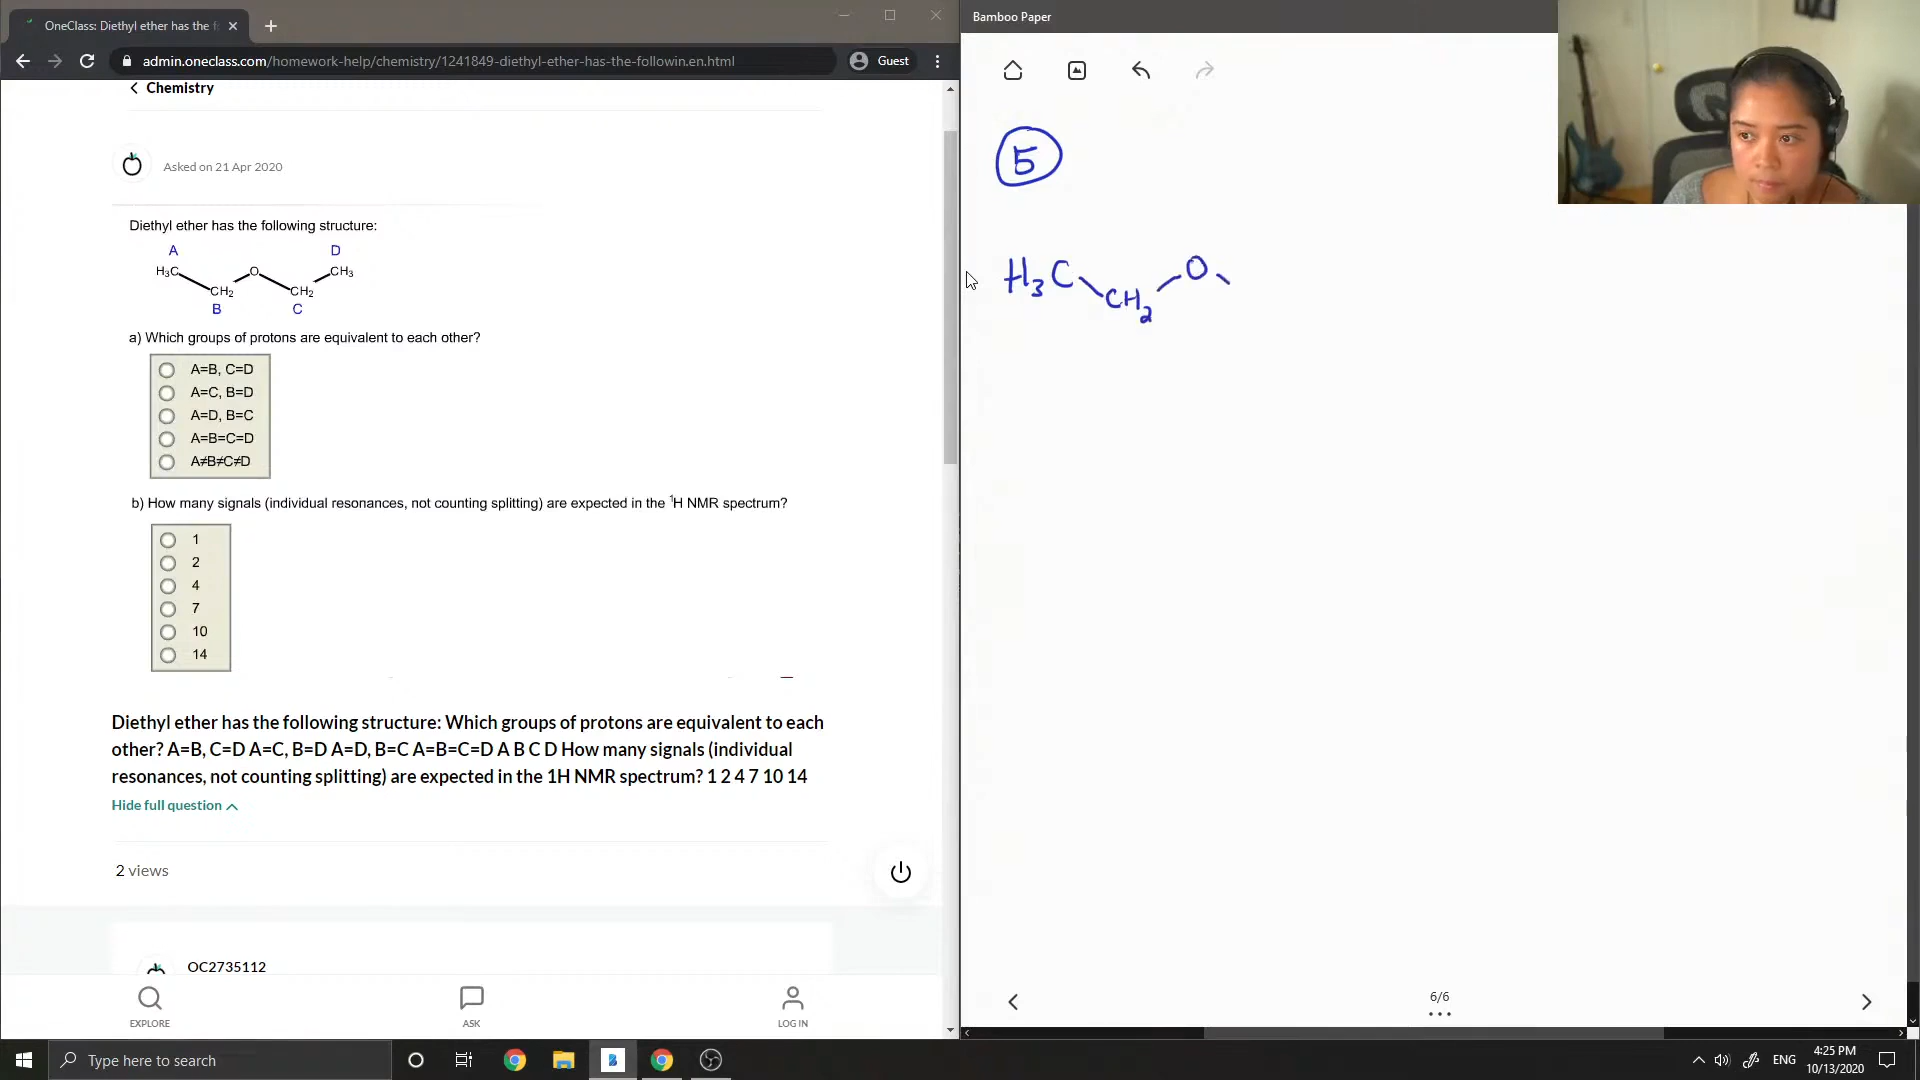 OneClass: Diethyl ether has the f
Bamboo Paper
admin.oneclass.com/homework-help/chemistry/1241849-diethyl-ether-has-the-followin.en.html
Guest
Chemistry
Asked on 21 Apr 2020
Diethyl ether has the following structure:
A D
H₃C O CH₃
CH₂ CH₂
B C
a) Which groups of protons are equivalent to each other?
A=B, C=D
A=C, B=D
A=D, B=C
A=B=C=D
A≠B≠C≠D
b) How many signals (individual resonances, not counting splitting) are expected in the ¹H NMR spectrum?
1
2
4
7
10
14
Diethyl ether has the following structure: Which groups of protons are equivalent to each
other? A=B, C=D A=C, B=D A=D, B=C A=B=C=D A B C D How many signals (individual
resonances, not counting splitting) are expected in the 1H NMR spectrum? 1 2 4 7 10 14
Hide full question
2 views
OC2735112
EXPLORE
ASK
LOG IN
5
H₃C CH₂ O
6/6
Type here to search
B
ENG
4:25 PM
10/13/2020